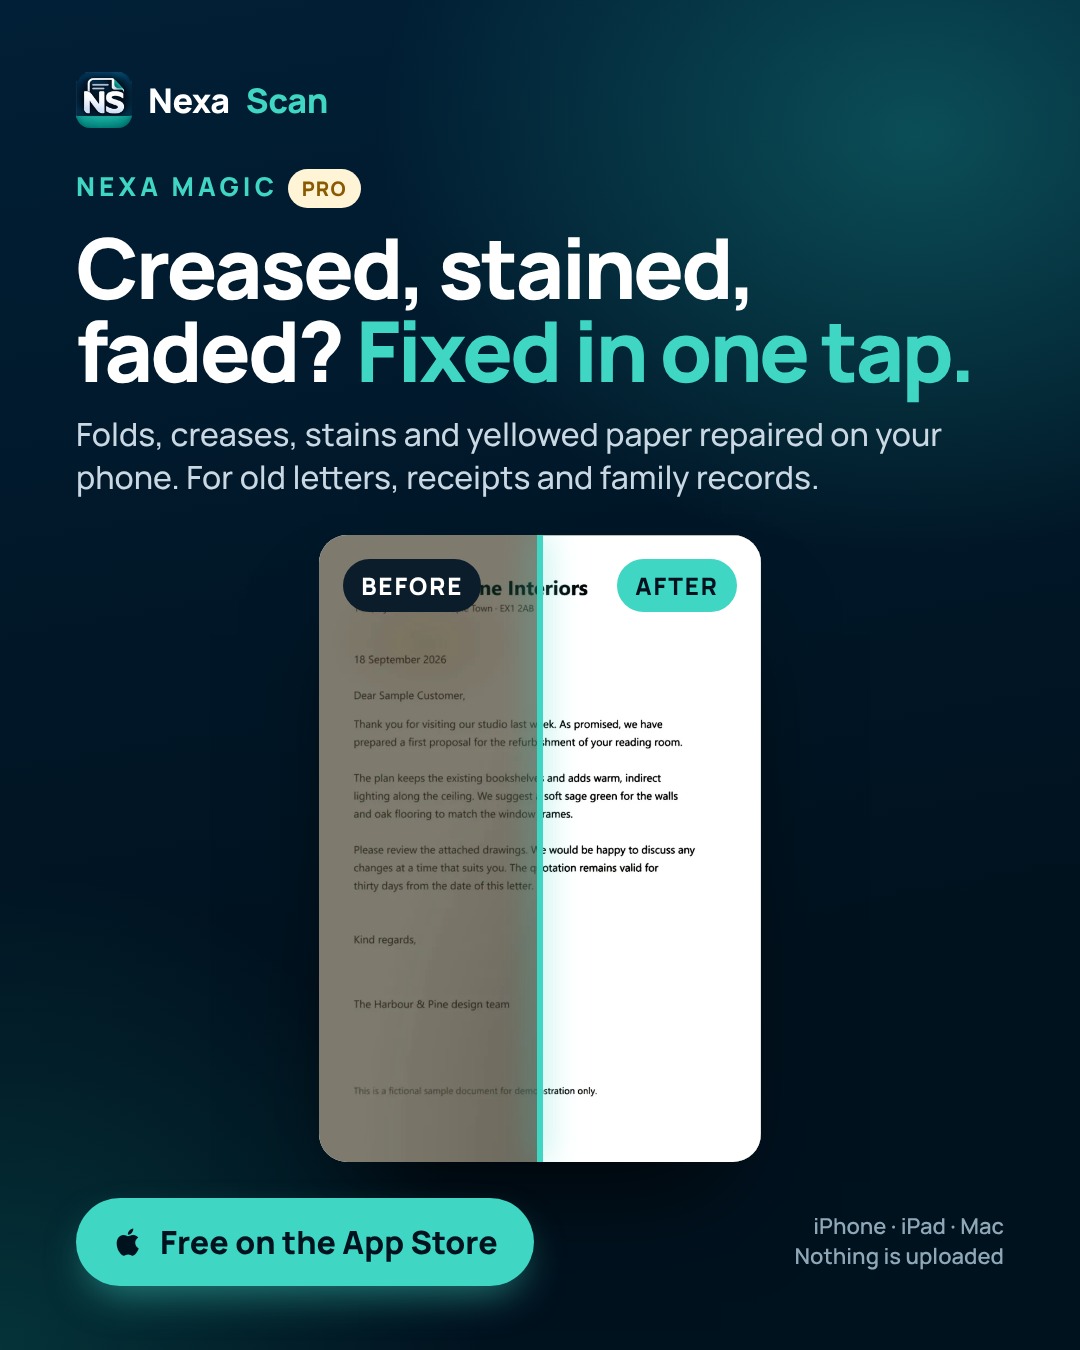 NS
Nexa Scan
NEXA MAGIC PRO
Creased, stained,
faded? Fixed in one tap.
Folds, creases, stains and yellowed paper repaired on your
phone. For old letters, receipts and family records.
BEFORE
AFTER
ne Interiors
Town · EX1 2AB
18 September 2026
Dear Sample Customer,
Thank you for visiting our studio last week. As promised, we have
prepared a first proposal for the refurbishment of your reading room.
The plan keeps the existing bookshelves and adds warm, indirect
lighting along the ceiling. We suggest soft sage green for the walls
and oak flooring to match the window frames.
Please review the attached drawings. We would be happy to discuss any
changes at a time that suits you. The quotation remains valid for
thirty days from the date of this letter.
Kind regards,
The Harbour & Pine design team
This is a fictional sample document for demonstration only.
Free on the App Store
iPhone · iPad · Mac
Nothing is uploaded